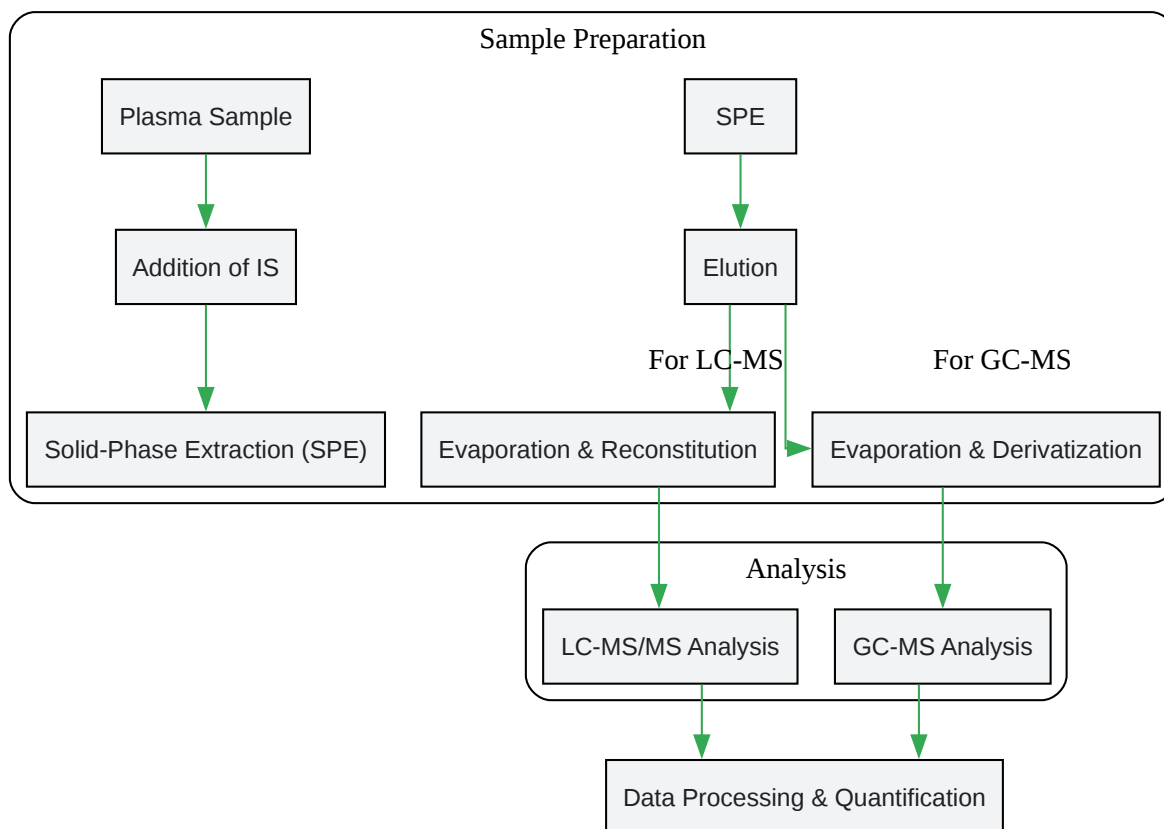 Sample Preparation
Plasma Sample
SPE
Addition of IS
Elution
For LC-MS
For GC-MS
Solid-Phase Extraction (SPE)
Evaporation & Reconstitution
Evaporation & Derivatization
Analysis
LC-MS/MS Analysis
GC-MS Analysis
Data Processing & Quantification